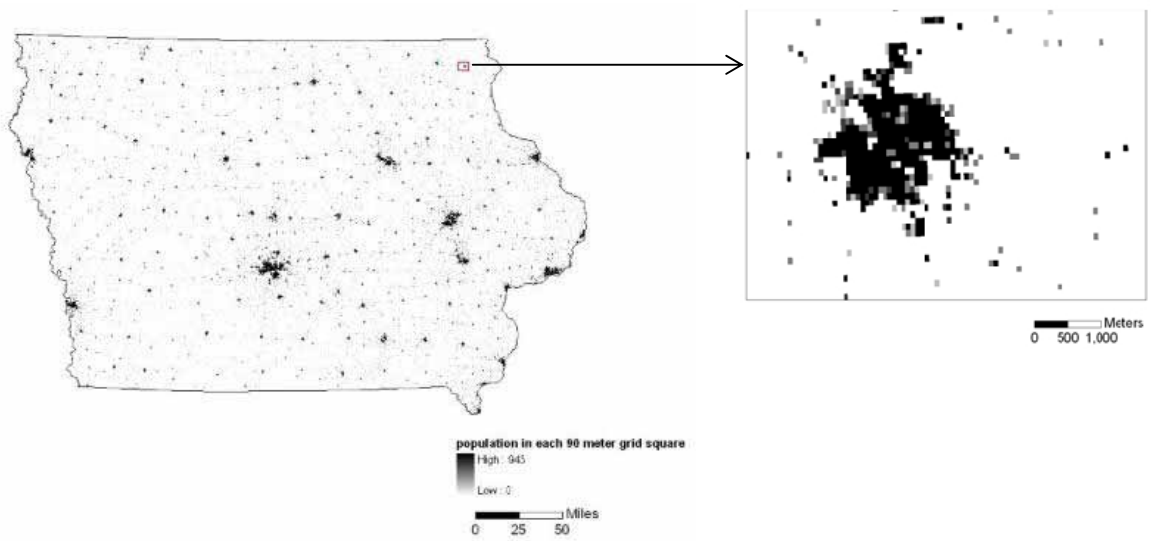 Meters
0 500 1,000
population in each 90 meter grid square
High : 945
Low : 0
Miles
0 25 50